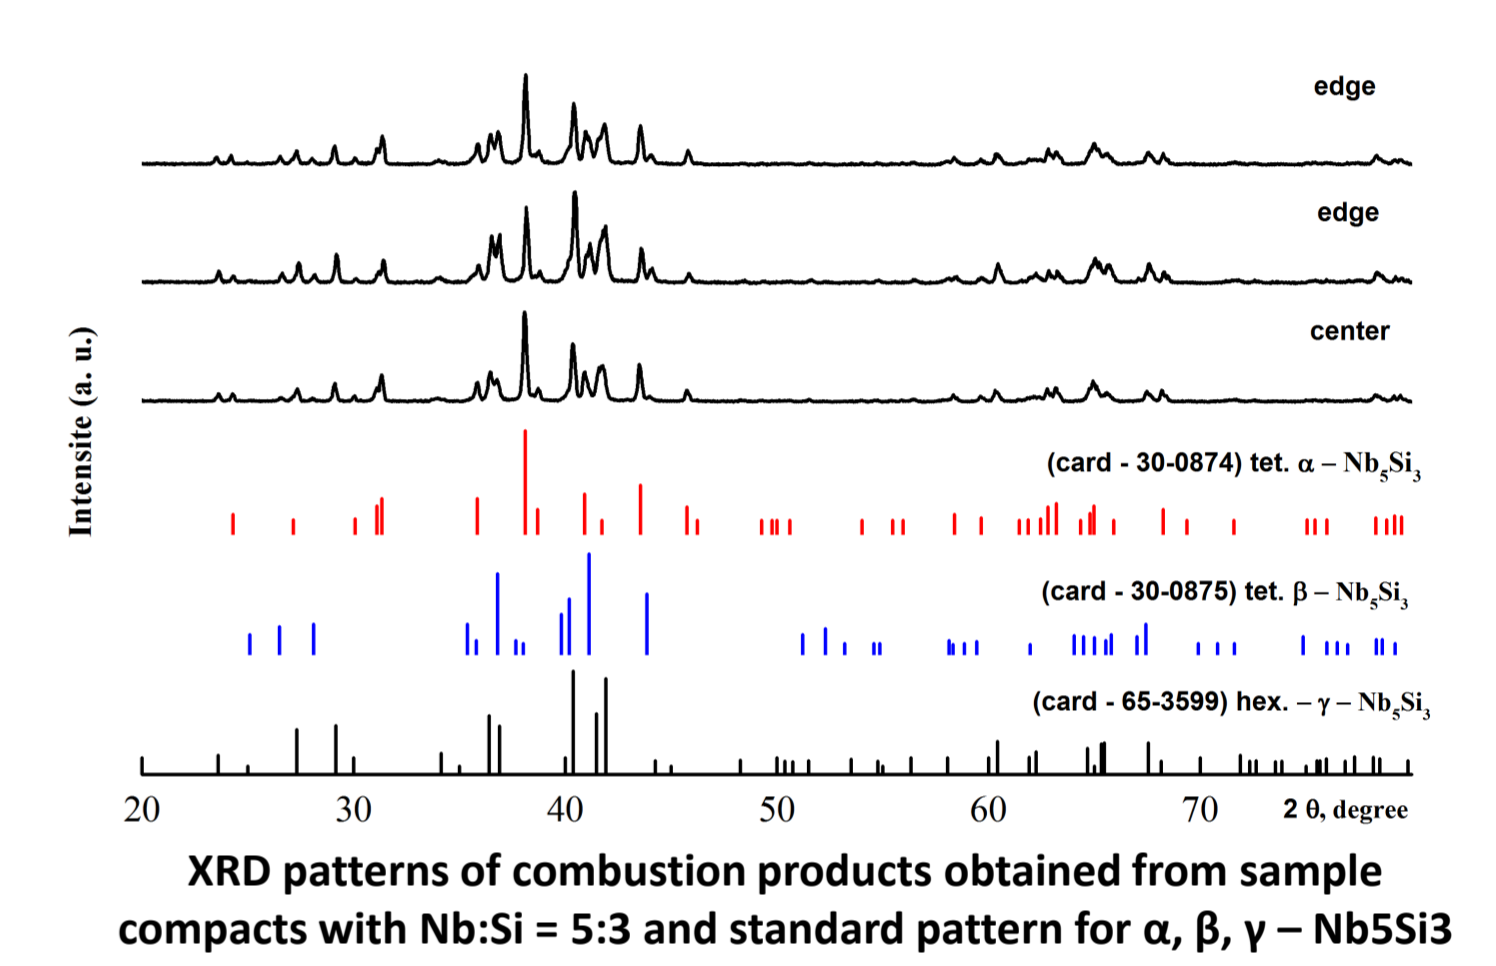 edge
edge
center
Intensite (a. u.)
(card - 30-0874) tet. α – Nb₅Si₃
(card - 30-0875) tet. β – Nb₅Si₃
(card - 65-3599) hex. – γ – Nb₅Si₃
20 30 40 50 60 70 2 θ, degree
XRD patterns of combustion products obtained from sample
compacts with Nb:Si = 5:3 and standard pattern for α, β, γ – Nb5Si3